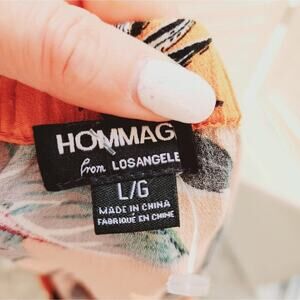 HOMMAG
from LOSANGELE
L/G
MADE IN CHINA
FABRIQUÉ EN CHINE